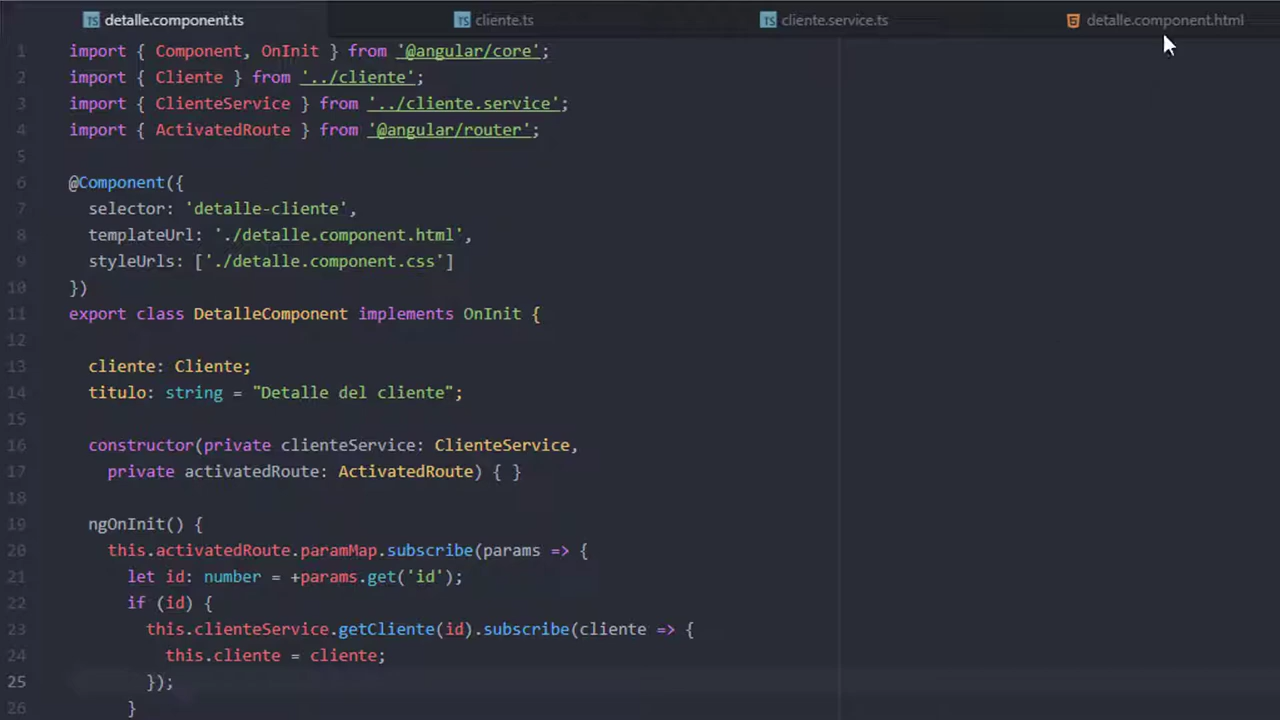 detalle.component.ts cliente.ts cliente.service.ts detalle.component.html
1 import { Component, OnInit } from '@angular/core';
2 import { Cliente } from '../cliente';
3 import { ClienteService } from '../cliente.service';
4 import { ActivatedRoute } from '@angular/router';
5
6 @Component({
7 selector: 'detalle-cliente',
8 templateUrl: './detalle.component.html',
9 styleUrls: ['./detalle.component.css']
10 })
11 export class DetalleComponent implements OnInit {
12
13 cliente: Cliente;
14 titulo: string = "Detalle del cliente";
15
16 constructor(private clienteService: ClienteService,
17 private activatedRoute: ActivatedRoute) { }
18
19 ngOnInit() {
20 this.activatedRoute.paramMap.subscribe(params => {
21 let id: number = +params.get('id');
22 if (id) {
23 this.clienteService.getCliente(id).subscribe(cliente => {
24 this.cliente = cliente;
25 });
26 }